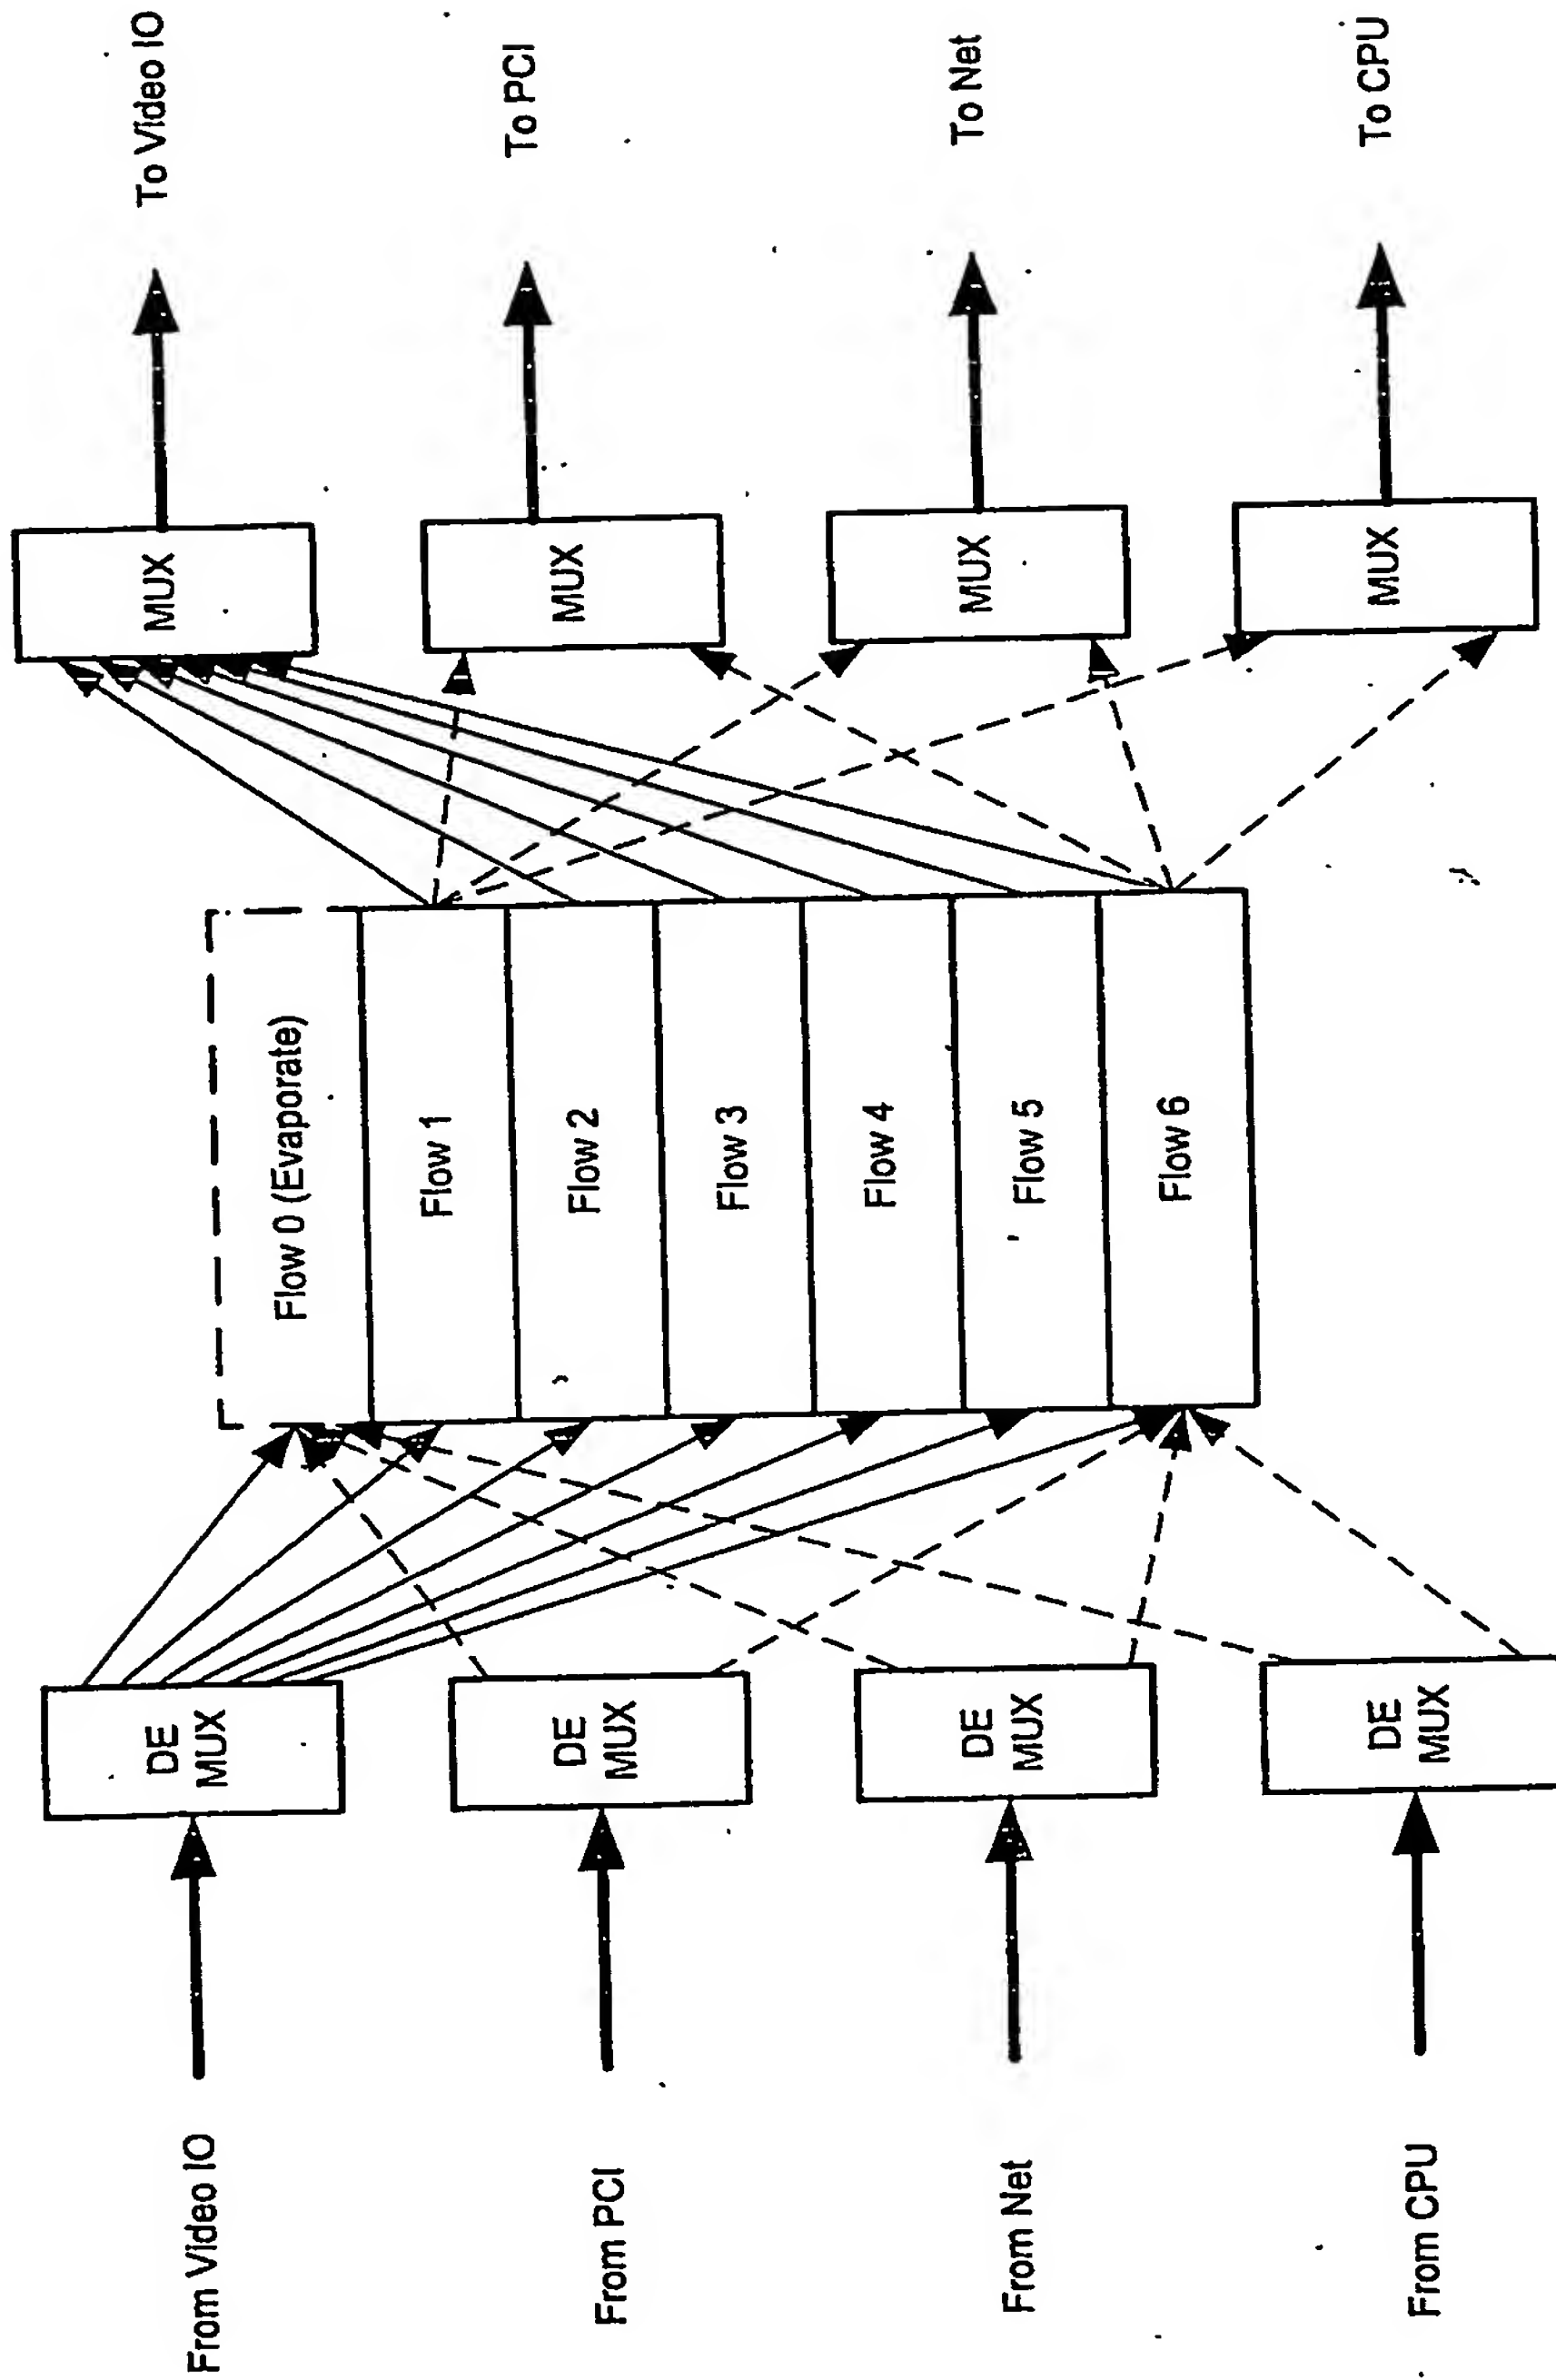 From Video IO
From PCI
From Net
From CPU
DE
MUX
DE
MUX
DE
MUX
DE
MUX
Flow 0 (Evaporate)
Flow 1
Flow 2
Flow 3
Flow 4
Flow 5
Flow 6
MUX
MUX
MUX
MUX
To Video IO
To PCI
To Net
To CPU